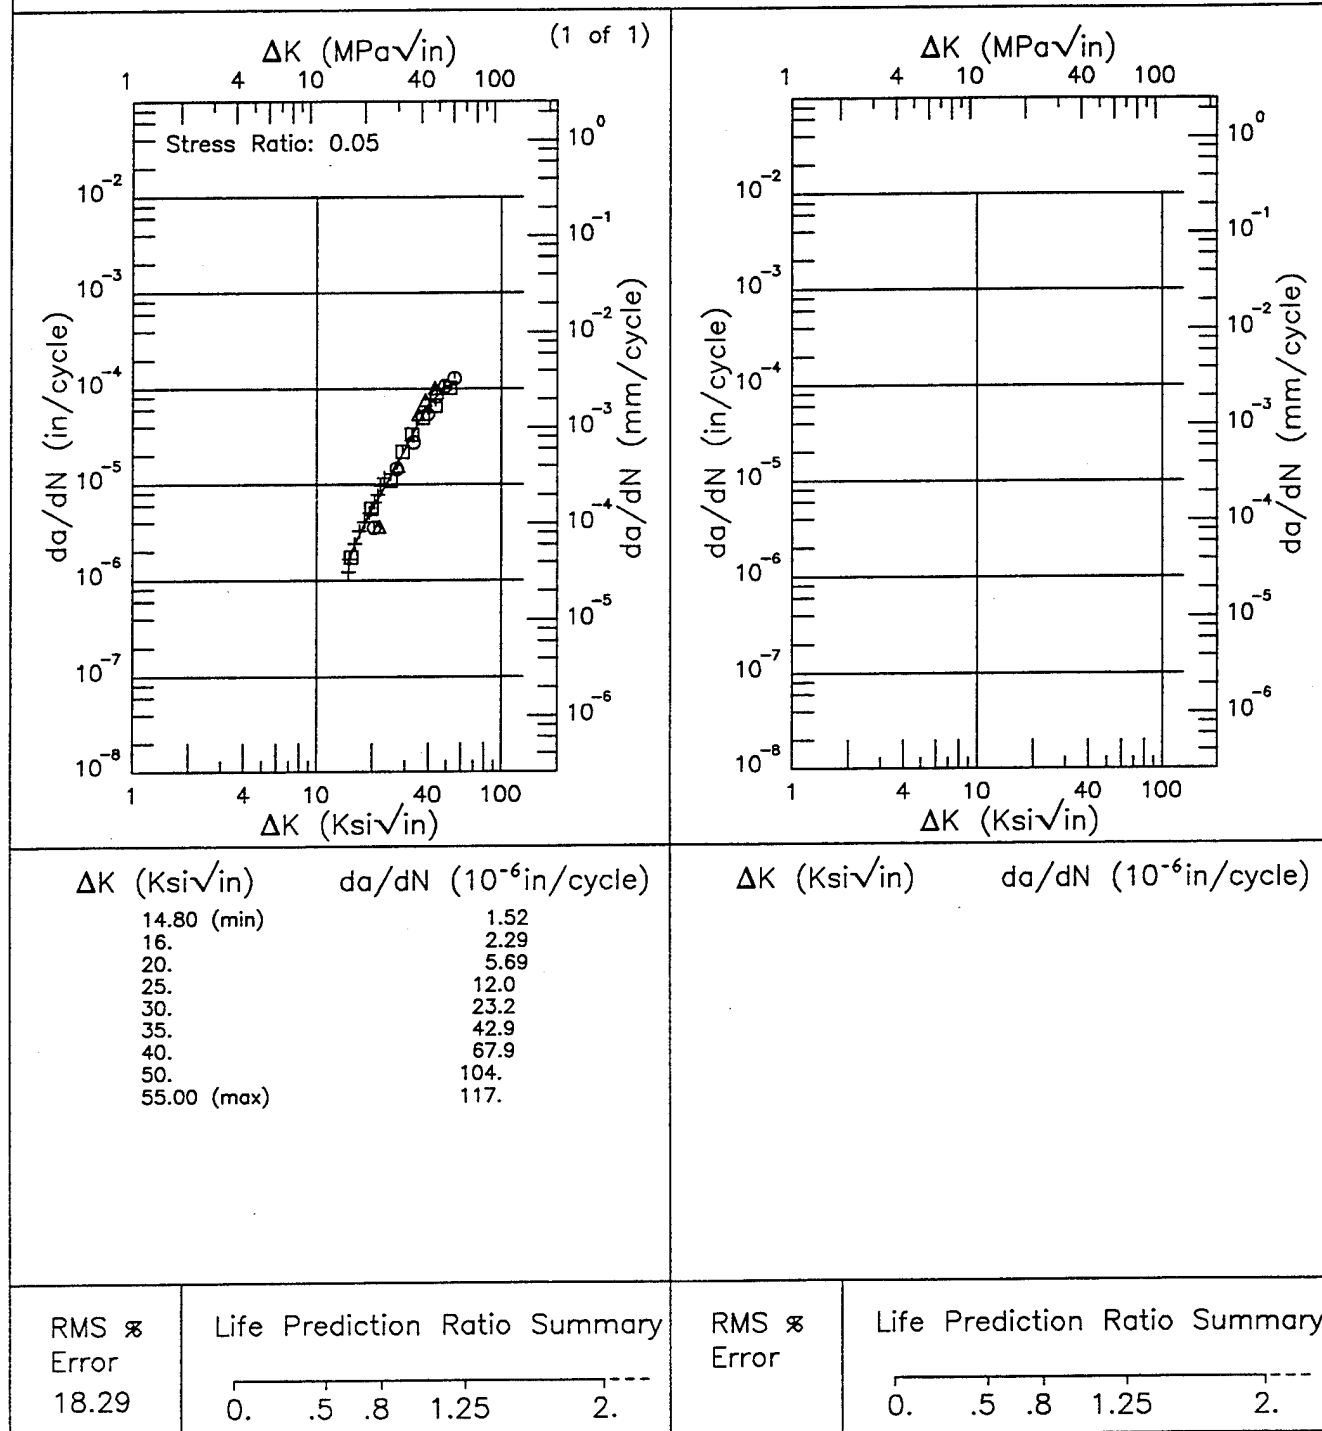 (1 of 1)
ΔK (MPa√in)
1 4 10 40 100
Stress Ratio: 0.05
da/dN (in/cycle)
10⁻²
10⁻³
10⁻⁴
10⁻⁵
10⁻⁶
10⁻⁷
10⁻⁸
10⁰
10⁻¹
10⁻²
10⁻³
10⁻⁴
10⁻⁵
10⁻⁶
da/dN (mm/cycle)
1 4 10 40 100
ΔK (Ksi√in)
ΔK (MPa√in)
1 4 10 40 100
da/dN (in/cycle)
10⁻²
10⁻³
10⁻⁴
10⁻⁵
10⁻⁶
10⁻⁷
10⁻⁸
10⁰
10⁻¹
10⁻²
10⁻³
10⁻⁴
10⁻⁵
10⁻⁶
da/dN (mm/cycle)
1 4 10 40 100
ΔK (Ksi√in)
ΔK (Ksi√in) da/dN (10⁻⁶in/cycle)
14.80 (min) 1.52
16. 2.29
20. 5.69
25. 12.0
30. 23.2
35. 42.9
40. 67.9
50. 104.
55.00 (max) 117.
ΔK (Ksi√in) da/dN (10⁻⁶in/cycle)
RMS %
Error
18.29
Life Prediction Ratio Summary
0. .5 .8 1.25 2.
RMS %
Error
Life Prediction Ratio Summary
0. .5 .8 1.25 2.